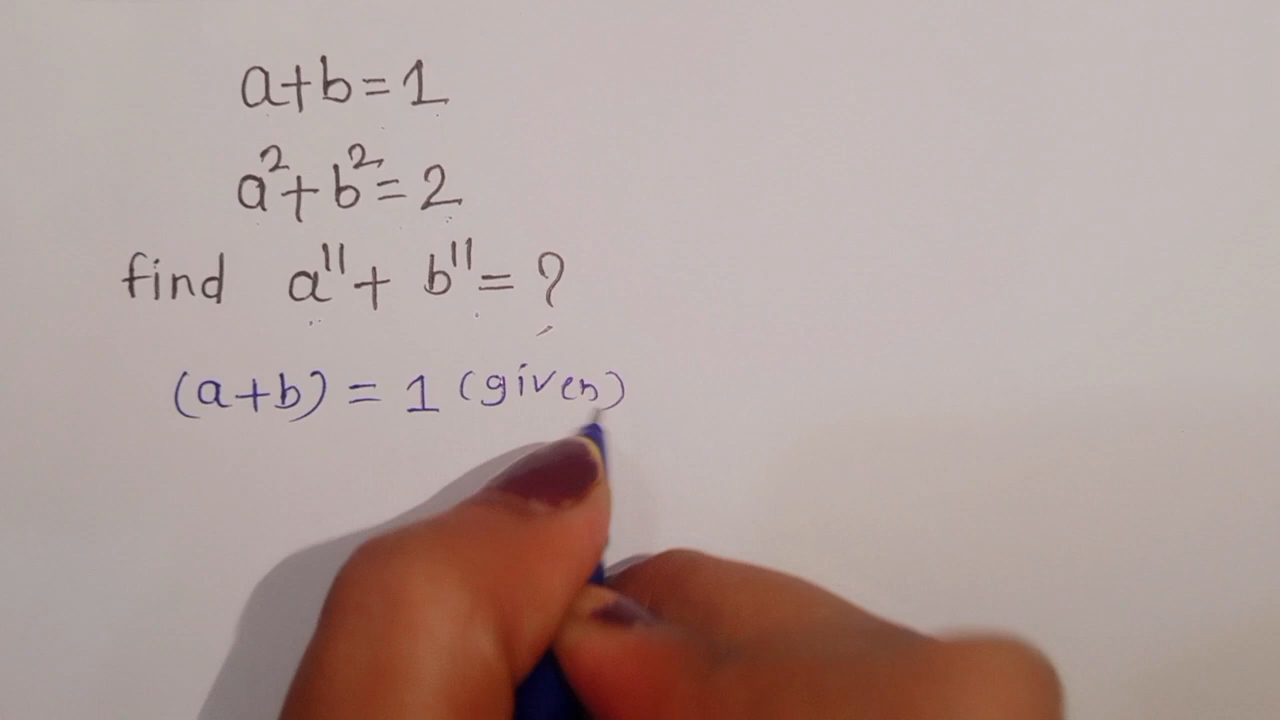 a+b=1
a²+b²=2
find a¹¹+ b¹¹= ?
(a+b) = 1 (given)